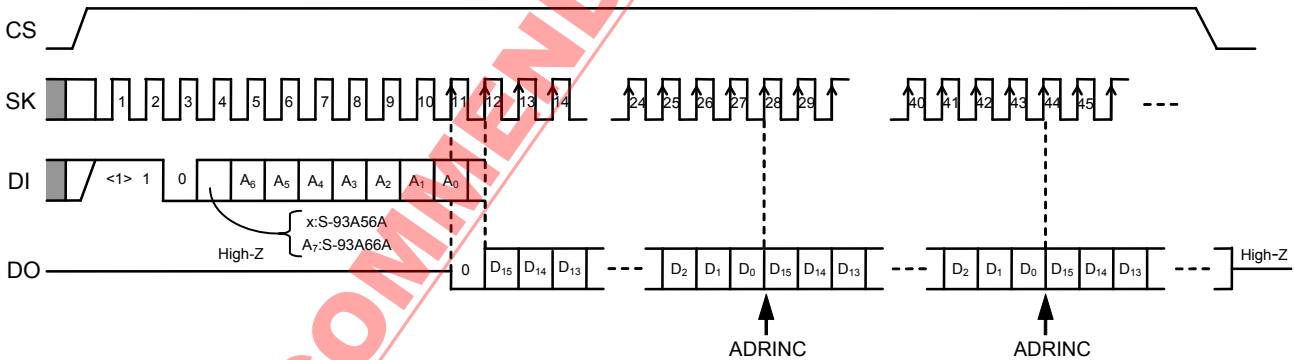 CS
SK 1 2 3 4 5 6 7 8 9 10 11 12 13 14 24 25 26 27 28 29 40 41 42 43 44 45
DI <1> 1 0 A6 A5 A4 A3 A2 A1 A0
x:S-93A56A
A7:S-93A66A
High-Z
DO 0 D15 D14 D13 D2 D1 D0 D15 D14 D13 D2 D1 D0 D15 D14 D13 High-Z
ADRINC ADRINC
OMMEND